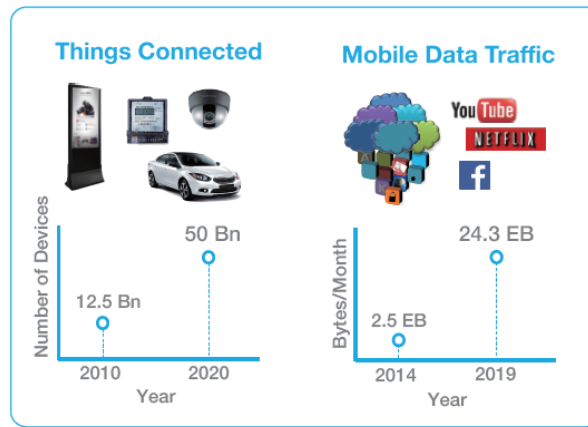 Things Connected
Mobile Data Traffic
YouTube
NETFLIX
f
Number of Devices
12.5 Bn
50 Bn
2010
2020
Year
Bytes/Month
2.5 EB
24.3 EB
2014
2019
Year